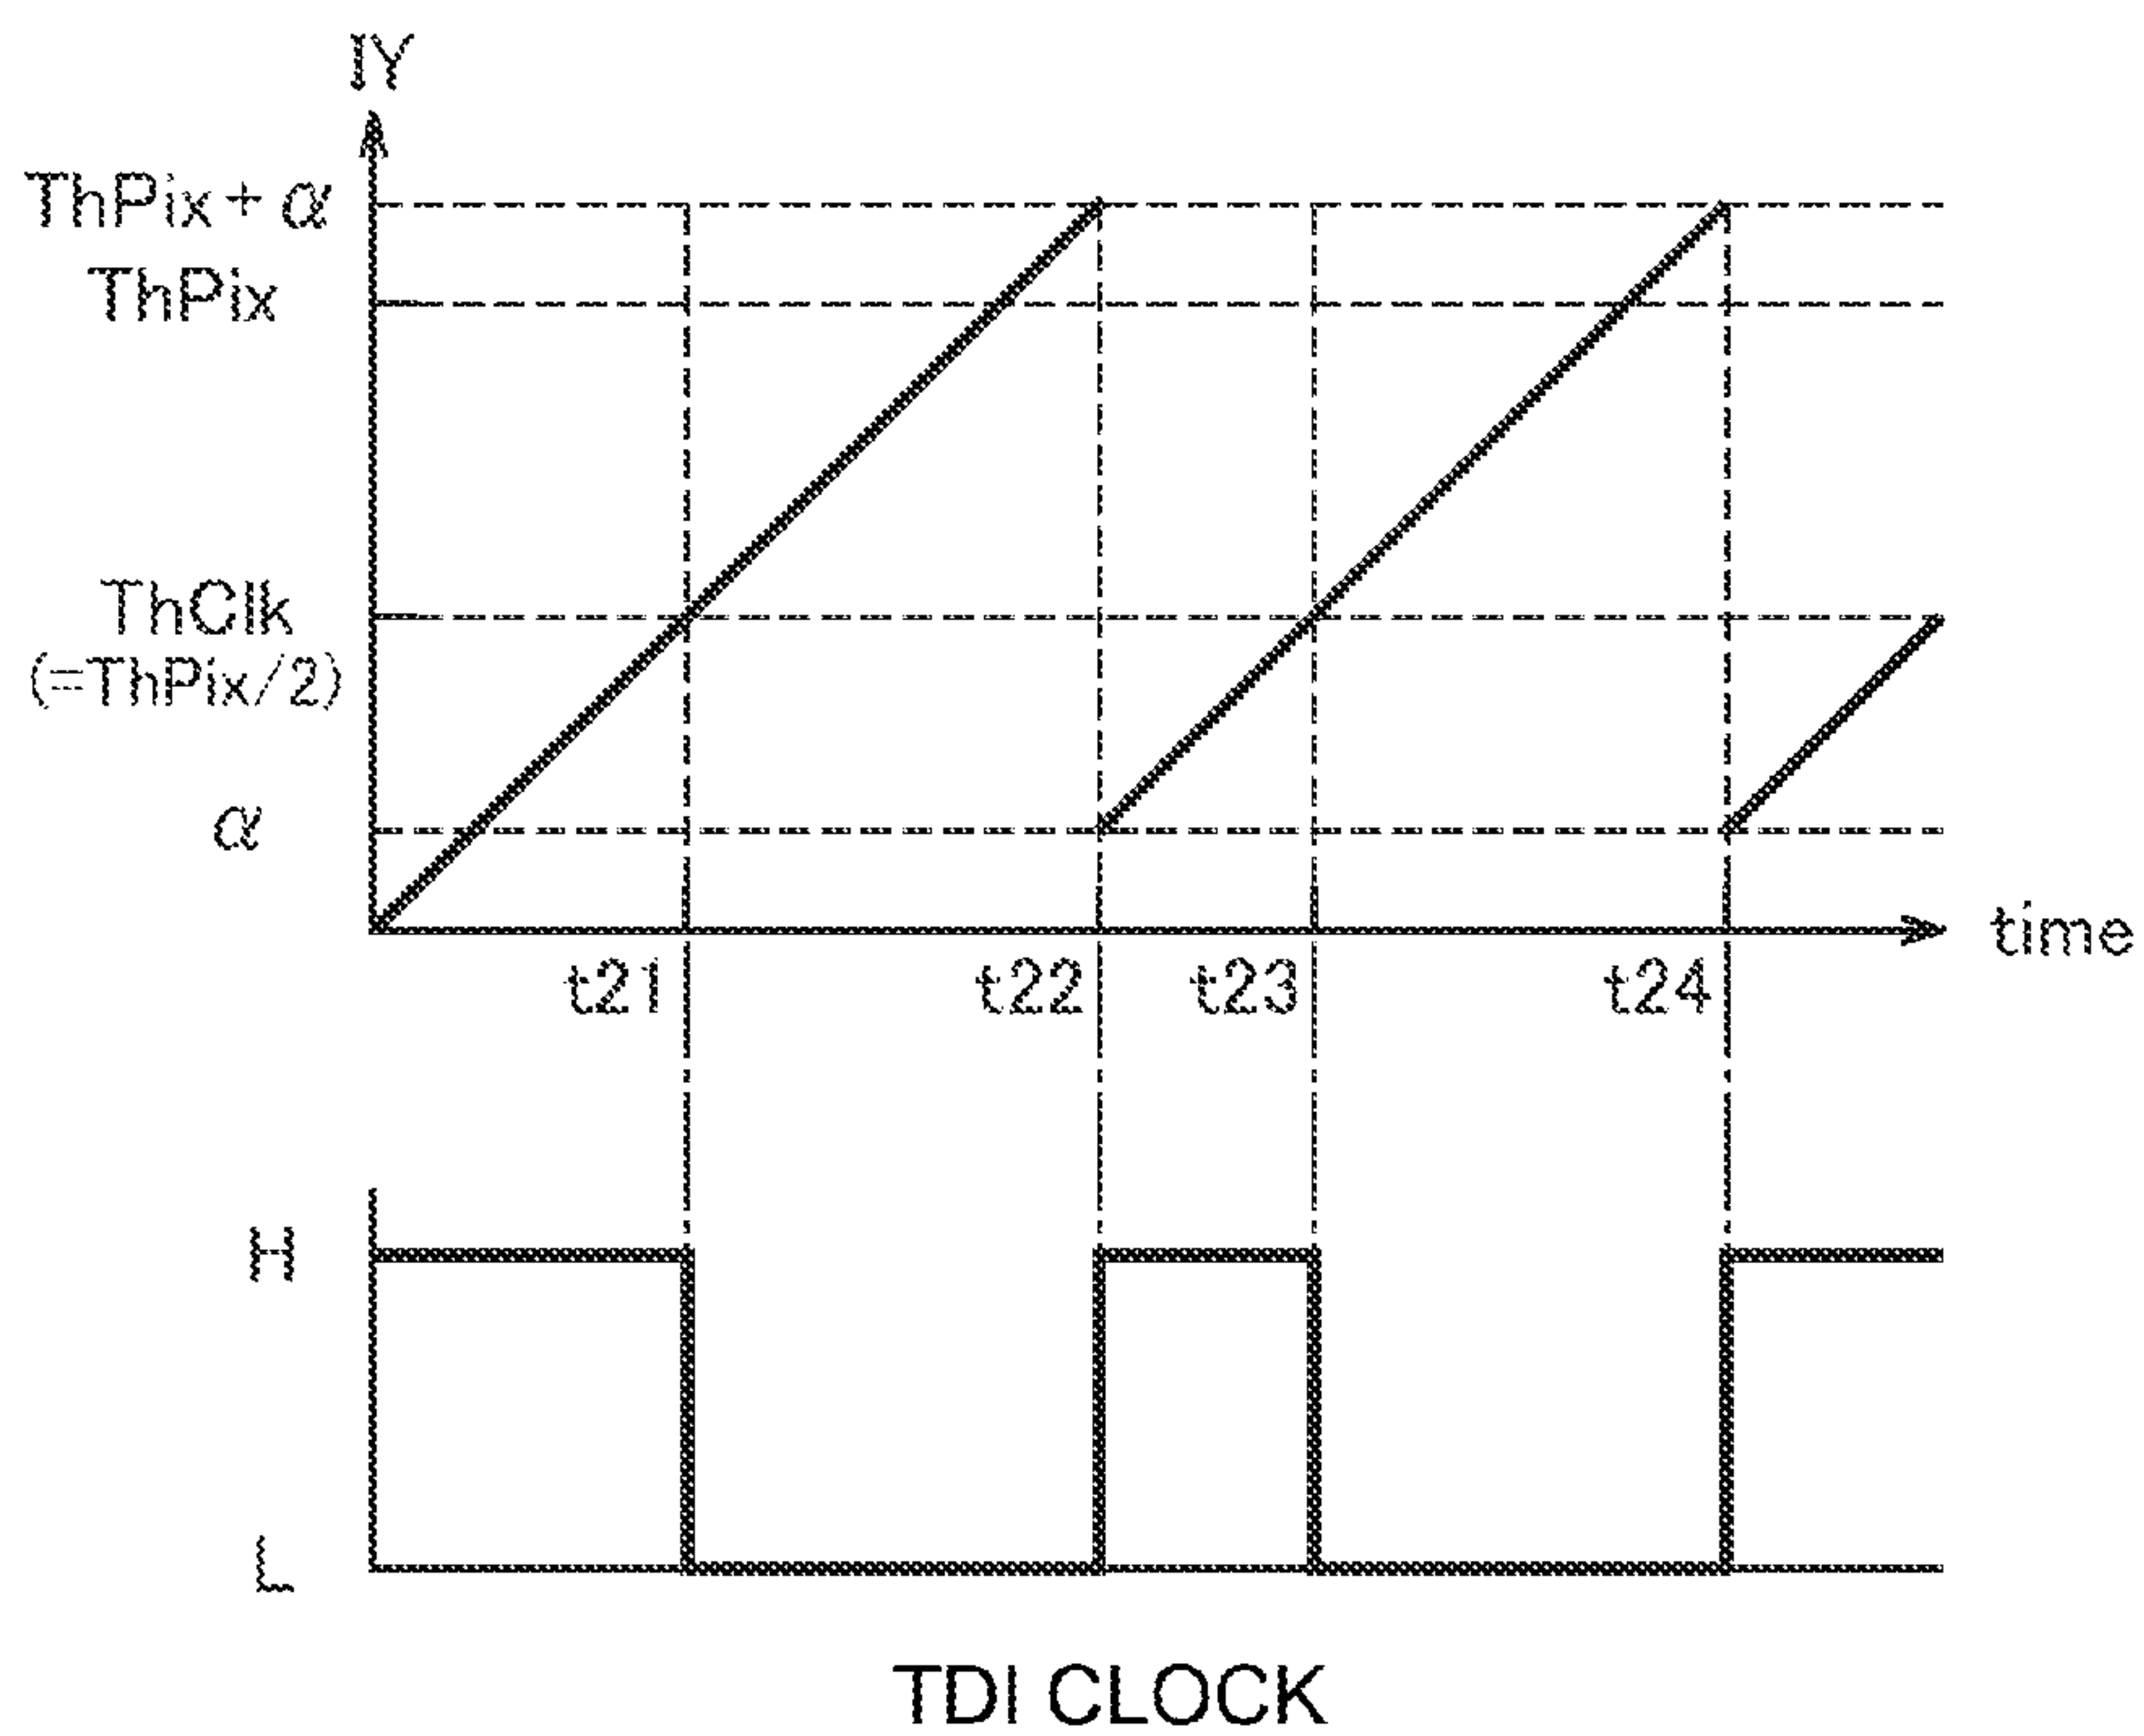 IY
ThPix+α
ThPix
ThClk
(=ThPix/2)
α
time
t21 t22 t23 t24
H
L
TDI CLOCK